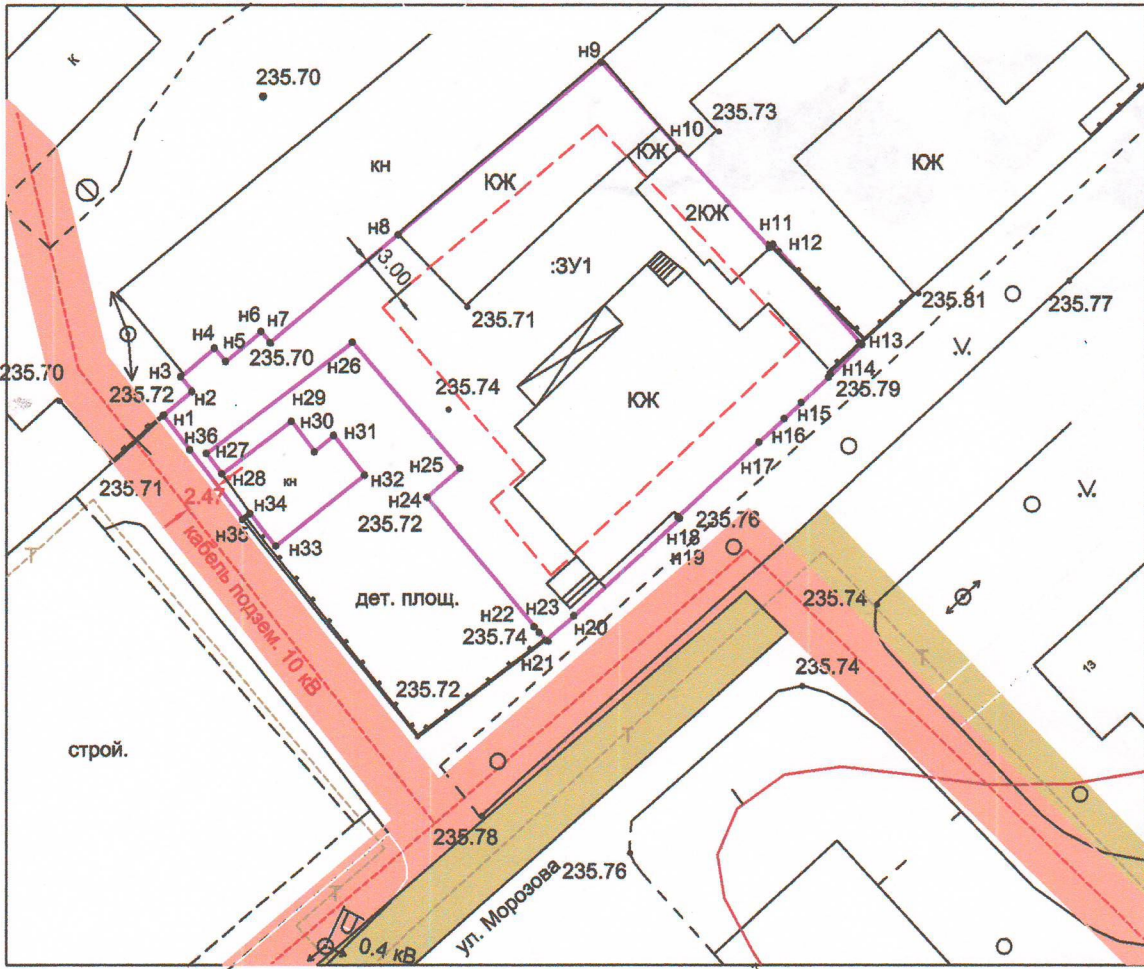 к
235.70
н9
235.73
н10
КЖ
КЖ
кн
КЖ
2КЖ
н8
н11
н12
3.00
:ЗУ1
235.81
235.77
235.71
н6
н7
н4
н5
235.70
н13
н26
н3
235.70
235.72
н2
н14
235.79
V.
235.74
КЖ
н1
н29
н15
н30
н31
н16
н36
н27
н17
н28
кн
н32
н25
235.71
2.47
н24
235.72
н34
н35
235.76
н18
н33
н19
Т
кабель подзем. 10 кВ
V.
дет. площ.
н22
н23
235.74
н20
н21
235.74
Т
13
235.72
235.74
строй.
Т
235.78
235.76
Т
ул. Морозова
0.4 кВ